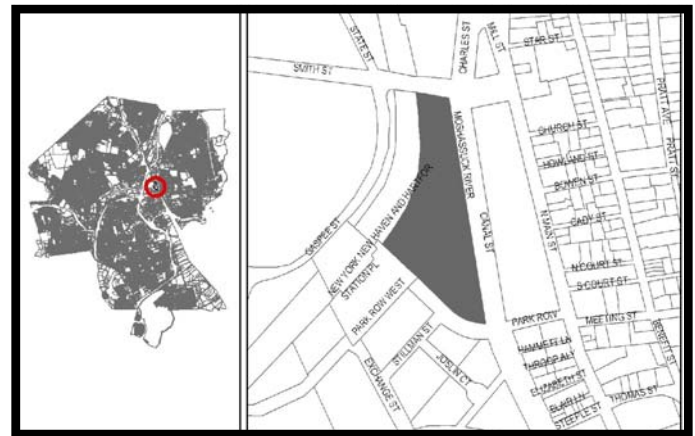 STATE ST
SMITH ST
CHARLES ST
MILL ST
STAR ST
PRATT AVE
PRATT ST
MOSHASSUCK RIVER
CANAL ST
N MAIN ST
CHURCH ST
HOWLAND ST
BOWEN ST
CADY ST
N COURT ST
S COURT ST
GASPEE ST
NEW YORK NEW HAVEN AND HARTFOR
STATION PL
PARK ROW WEST
PARK ROW
MEETING ST
BENEFIT ST
STILLMAN ST
JOSLIN CT
EXCHANGE ST
HAMMETT LN
THROOP ALY
ELIZABETH ST
BLAIR LN
THOMAS ST
STEEPLE ST